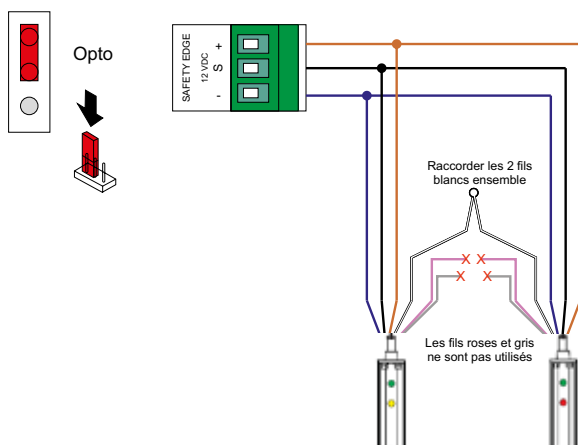 Opto
SAFETY EDGE
12 VDC
+
S
-
Raccorder les 2 fils
blancs ensemble
X X
X X
Les fils roses et gris
ne sont pas utilisés